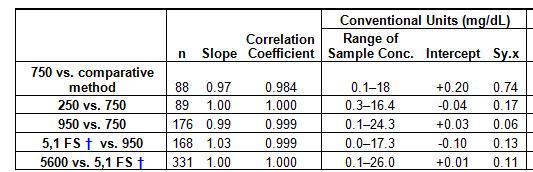 Conventional Units (mg/dL)
n Slope Correlation Coefficient Range of Sample Conc. Intercept Sy.x
750 vs. comparative method 88 0.97 0.984 0.1–18 +0.20 0.74
250 vs. 750 89 1.00 1.000 0.3–16.4 -0.04 0.17
950 vs. 750 176 0.99 0.999 0.1–24.3 +0.03 0.06
5,1 FS † vs. 950 168 1.03 0.999 0.0–17.3 -0.10 0.13
5600 vs. 5,1 FS † 331 1.00 1.000 0.1–26.0 +0.01 0.11